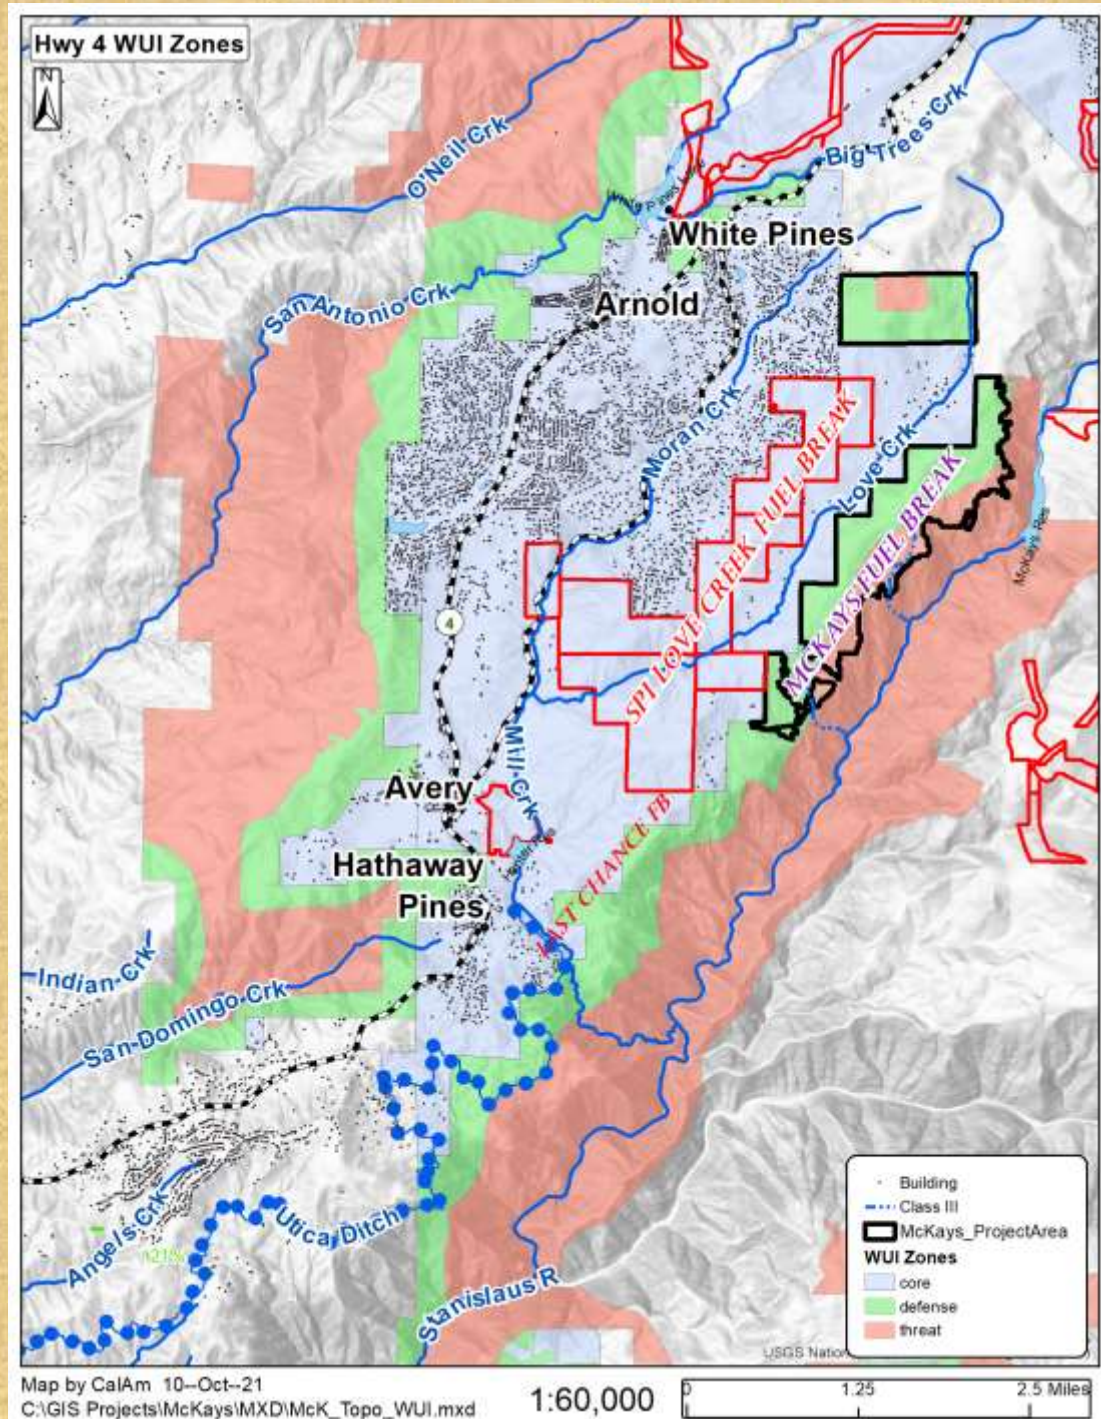 Hwy 4 WUI Zones
N
O'Neil Crk
Big Trees Crk
White Pines
San Antonio Crk
Arnold
Moran Crk
SPI LOVE CREEK FUEL BREAK
Love Crk
MCKAYS FUEL BREAK
McKays Res
4
Mill Crk
Avery
LAST CHANCE FB
Hathaway
Pines
Indian Crk
San Domingo Crk
Angels Crk
Utica Ditch
Stanislaus R
Building
Class III
McKays_ProjectArea
WUI Zones
core
defense
threat
USGS Nation
Map by CalAm 10--Oct--21
C:\GIS Projects\McKays\MXD\McK_Topo_WUI.mxd
1:60,000
0 1.25 2.5 Miles